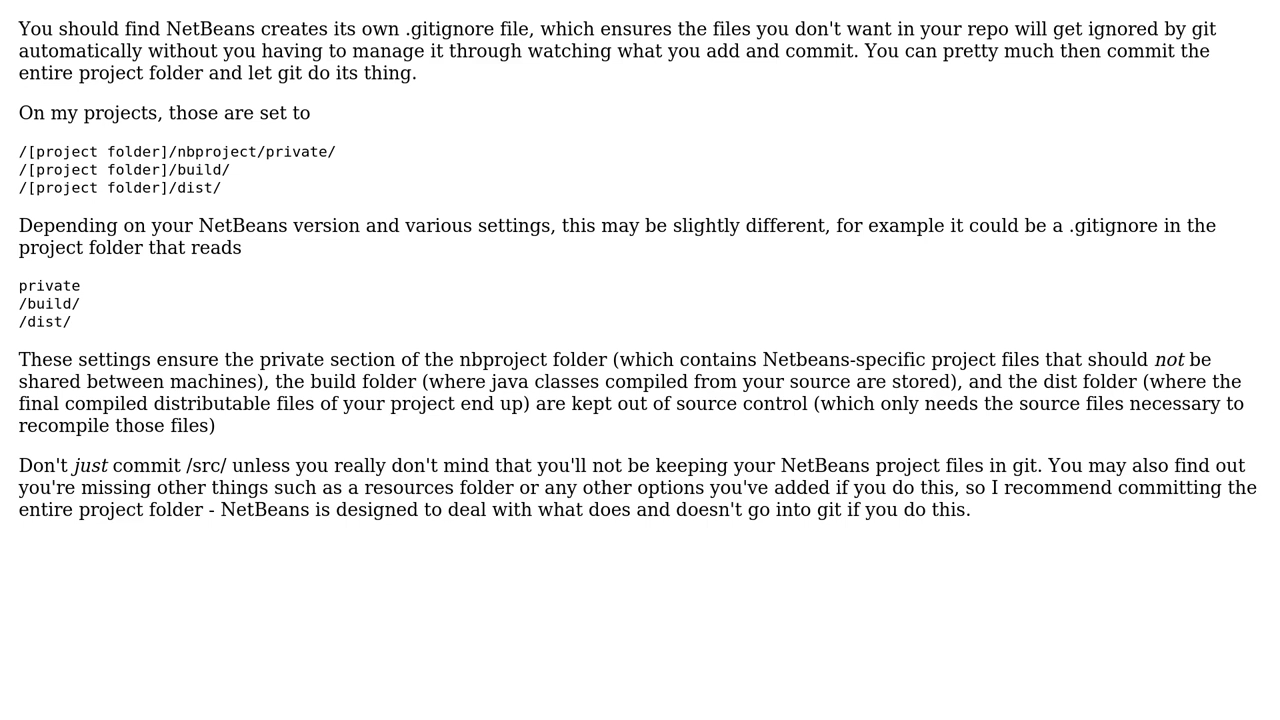 You should find NetBeans creates its own .gitignore file, which ensures the files you don't want in your repo will get ignored by git
automatically without you having to manage it through watching what you add and commit. You can pretty much then commit the
entire project folder and let git do its thing.
On my projects, those are set to
/[project folder]/nbproject/private/
/[project folder]/build/
/[project folder]/dist/
Depending on your NetBeans version and various settings, this may be slightly different, for example it could be a .gitignore in the
project folder that reads
private
/build/
/dist/
These settings ensure the private section of the nbproject folder (which contains Netbeans-specific project files that should not be
shared between machines), the build folder (where java classes compiled from your source are stored), and the dist folder (where the
final compiled distributable files of your project end up) are kept out of source control (which only needs the source files necessary to
recompile those files)
Don't just commit /src/ unless you really don't mind that you'll not be keeping your NetBeans project files in git. You may also find out
you're missing other things such as a resources folder or any other options you've added if you do this, so I recommend committing the
entire project folder - NetBeans is designed to deal with what does and doesn't go into git if you do this.